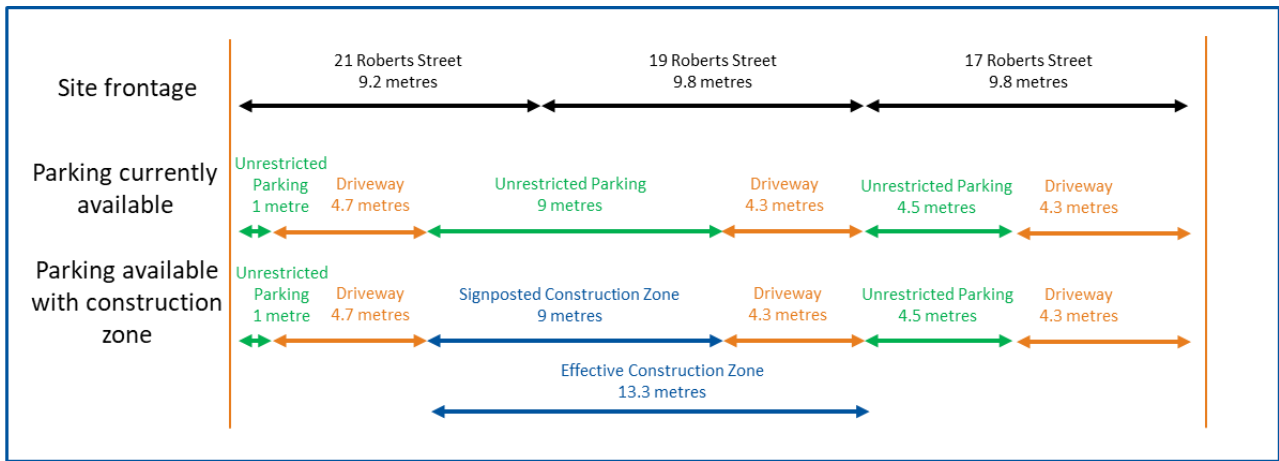 21 Roberts Street
9.2 metres
19 Roberts Street
9.8 metres
17 Roberts Street
9.8 metres
Site frontage
Parking currently
available
Unrestricted
Parking
1 metre
Driveway
4.7 metres
Unrestricted Parking
9 metres
Driveway
4.3 metres
Unrestricted Parking
4.5 metres
Driveway
4.3 metres
Parking available
with construction
zone
Unrestricted
Parking
1 metre
Driveway
4.7 metres
Signposted Construction Zone
9 metres
Driveway
4.3 metres
Unrestricted Parking
4.5 metres
Driveway
4.3 metres
Effective Construction Zone
13.3 metres